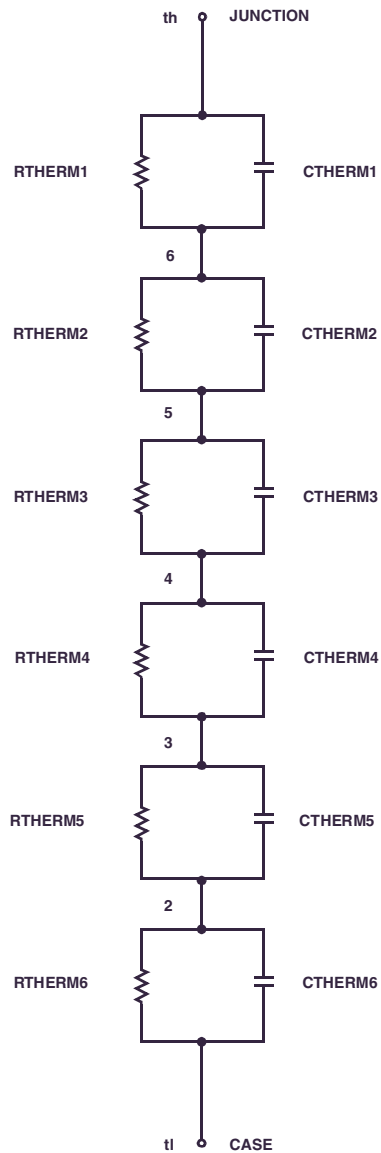 th JUNCTION
RTHERM1 CTHERM1
6
RTHERM2 CTHERM2
5
RTHERM3 CTHERM3
4
RTHERM4 CTHERM4
3
RTHERM5 CTHERM5
2
RTHERM6 CTHERM6
tl CASE